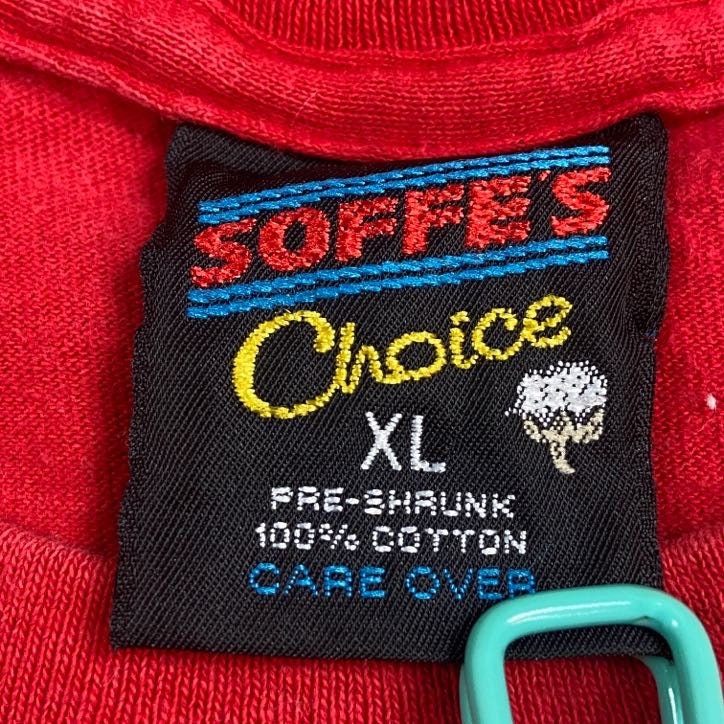 SOFFE'S
Choice
XL
PRE-SHRUNK
100% COTTON
CARE OVER